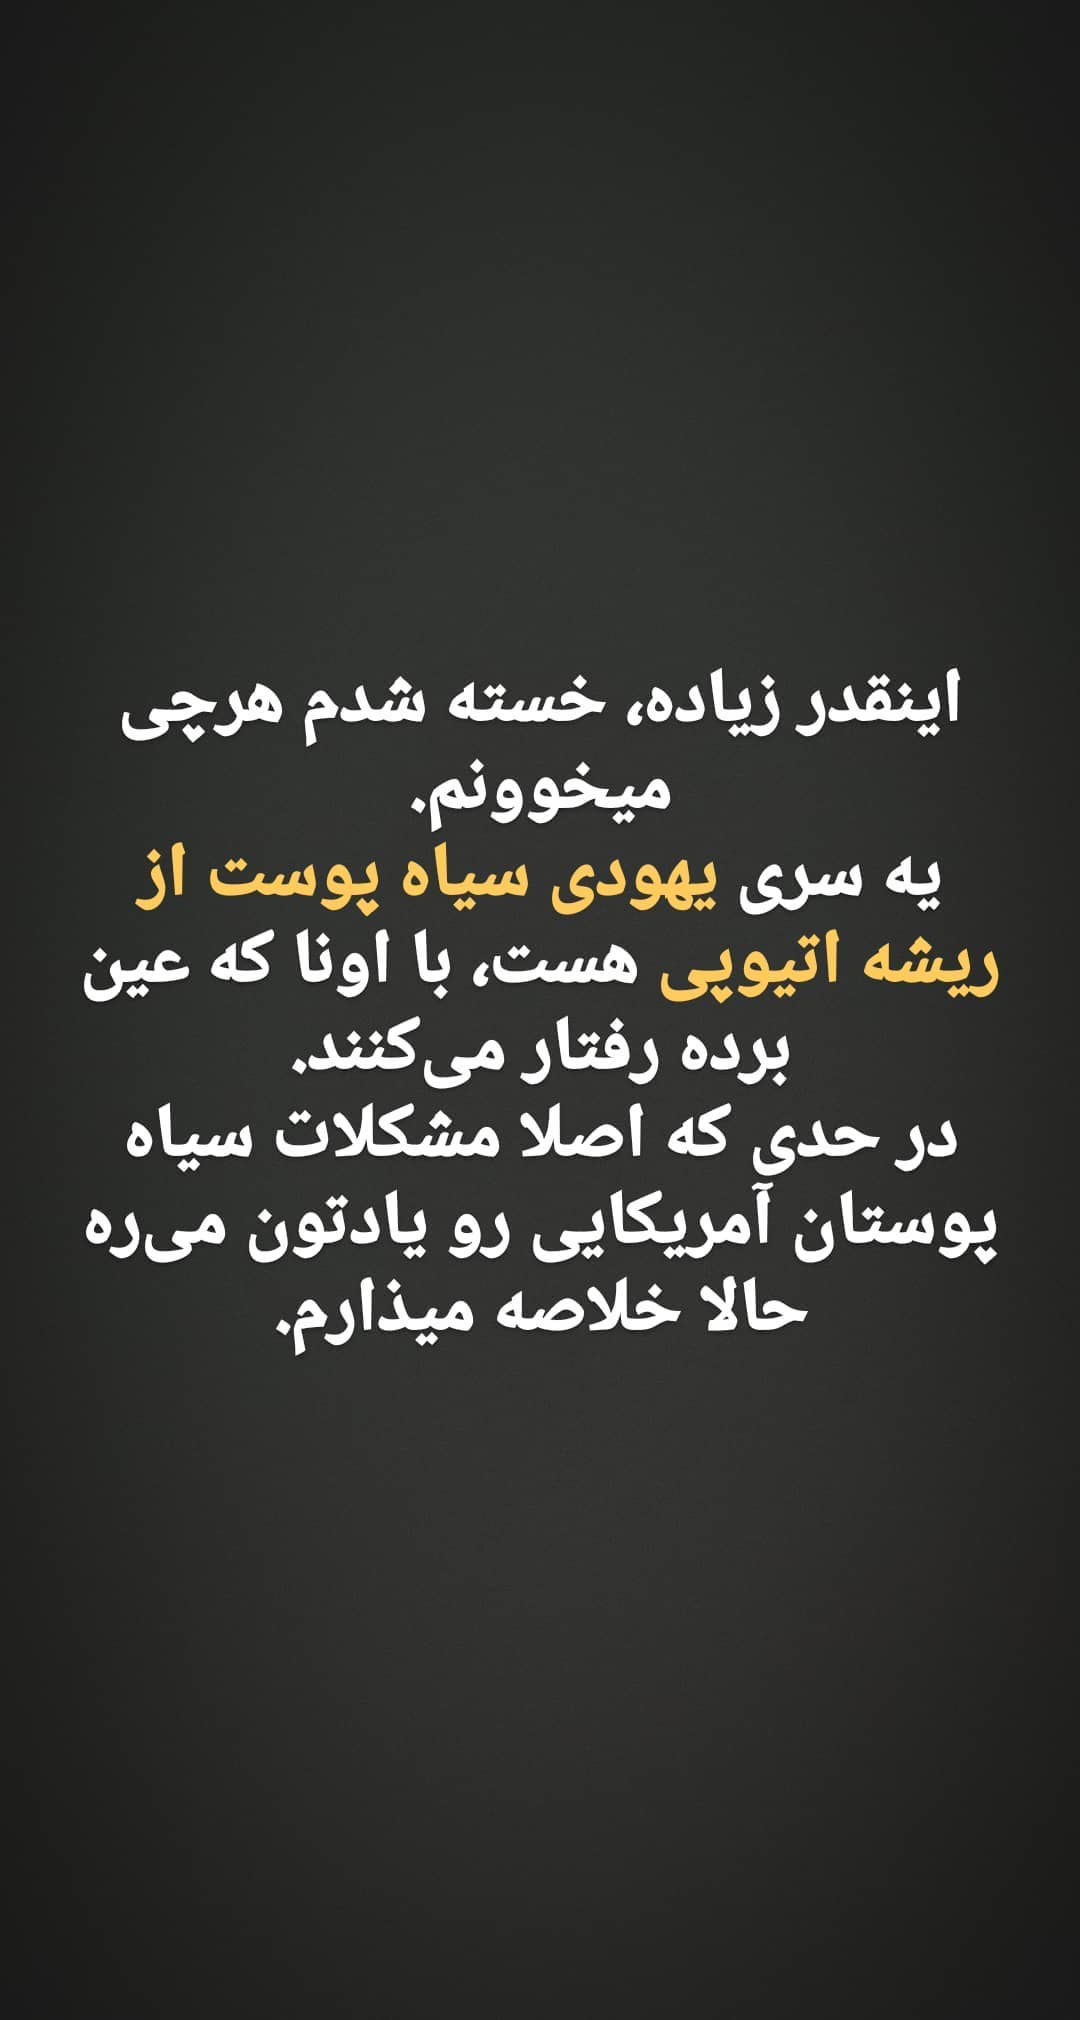 اینقدر زیاده، خسته شدم هرچی
میخوونم.
یه سری یهودی سیاه پوست از
ریشه اتیوپی هست، با اونا که عین
برده رفتار می‌کنند.
در حدی که اصلا مشکلات سیاه
پوستان آمریکایی رو یادتون می‌ره
حالا خلاصه میذارم.